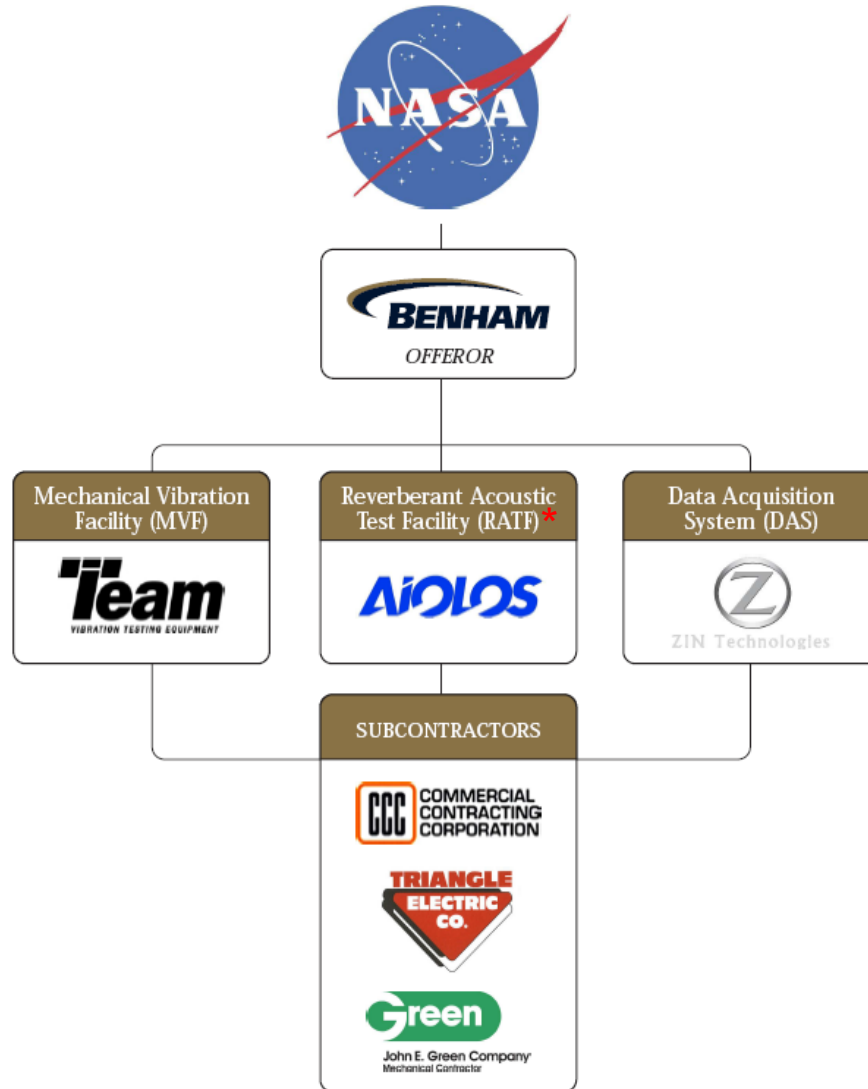 NASA
BENHAM
OFFEROR
Mechanical Vibration
Facility (MVF)
Team
VIBRATION TESTING EQUIPMENT
Reverberant Acoustic
Test Facility (RATF)*
AiOLOS
Data Acquisition
System (DAS)
Z
ZIN Technologies
SUBCONTRACTORS
CCC
COMMERCIAL
CONTRACTING
CORPORATION
TRIANGLE
ELECTRIC
CO.
Green
John E. Green Company
Mechanical Contractor